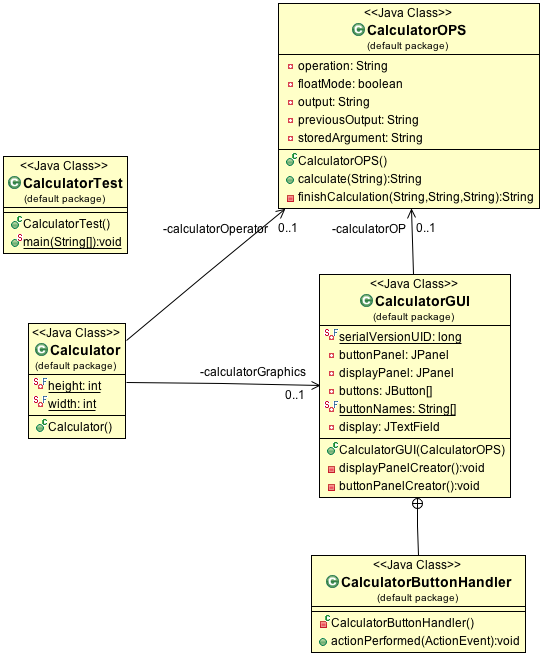 <<Java Class>>
CalculatorOPS
(default package)
operation: String
floatMode: boolean
output: String
previousOutput: String
storedArgument: String
CalculatorOPS()
calculate(String):String
finishCalculation(String,String,String):String
<<Java Class>>
CalculatorTest
(default package)
CalculatorTest()
main(String[]):void
-calculatorOperator 0..1
-calculatorOP 0..1
<<Java Class>>
Calculator
(default package)
height: int
width: int
Calculator()
-calculatorGraphics
0..1
<<Java Class>>
CalculatorGUI
(default package)
serialVersionUID: long
buttonPanel: JPanel
displayPanel: JPanel
buttons: JButton[]
buttonNames: String[]
display: JTextField
CalculatorGUI(CalculatorOPS)
displayPanelCreator():void
buttonPanelCreator():void
<<Java Class>>
CalculatorButtonHandler
(default package)
CalculatorButtonHandler()
actionPerformed(ActionEvent):void